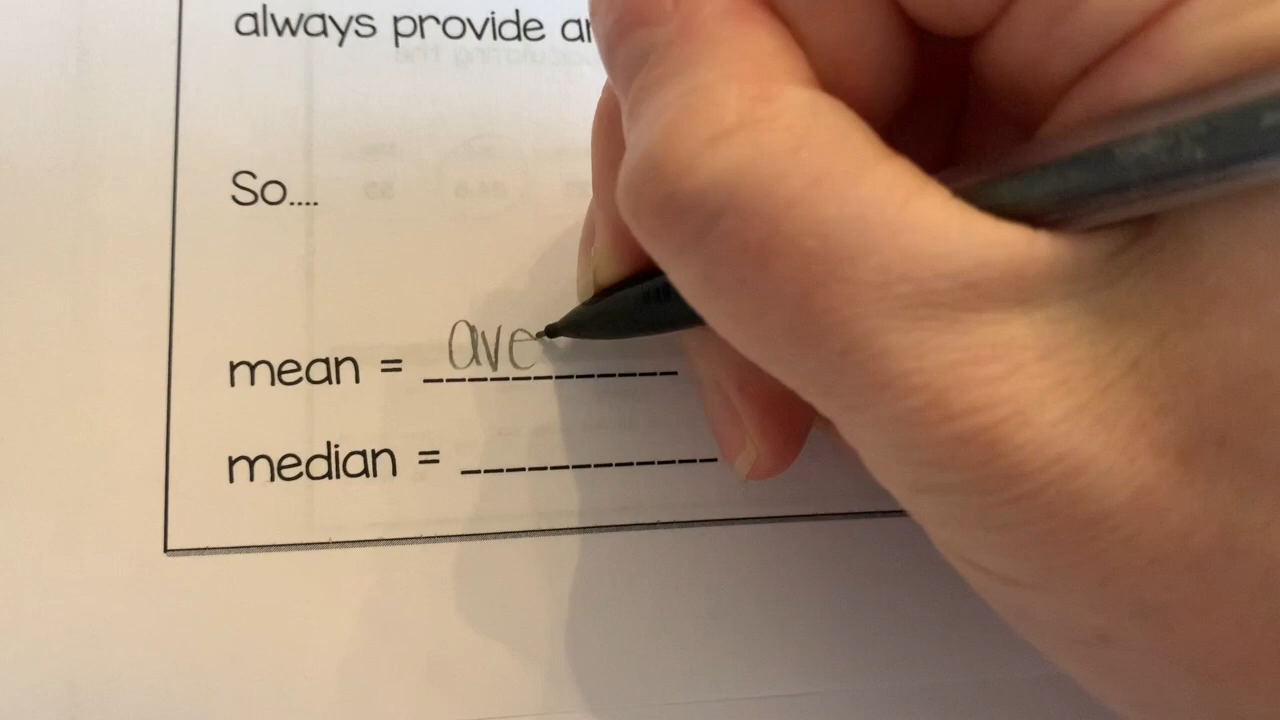 always provide
So....
mean = ave
median =